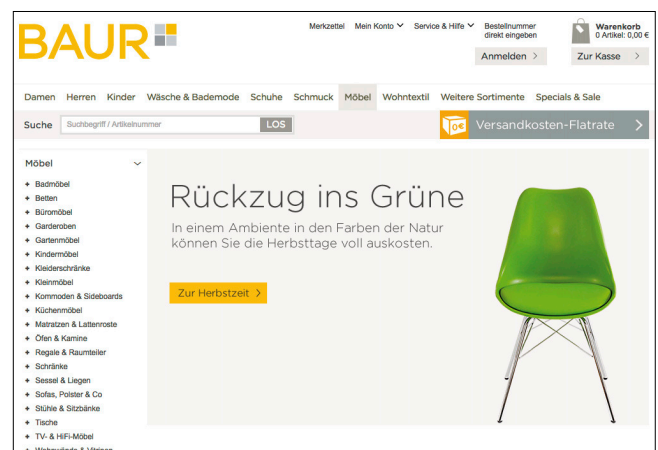 BAUR
Merkzettel Mein Konto Service & Hilfe Bestellnummer
direkt eingeben
Warenkorb
0 Artikel: 0,00 €
Anmelden >
Zur Kasse >
Damen Herren Kinder Wäsche & Bademode Schuhe Schmuck Möbel Wohntextil Weitere Sortimente Specials & Sale
Suche Suchbegriff / Artikelnummer LOS
0€ Versandkosten-Flatrate >
Möbel
+ Badmöbel
+ Betten
+ Büromöbel
+ Garderoben
+ Gartenmöbel
+ Kindermöbel
+ Kleiderschränke
+ Kleinmöbel
+ Kommoden & Sideboards
+ Küchenmöbel
+ Matratzen & Lattenroste
+ Öfen & Kamine
+ Regale & Raumteiler
+ Schränke
+ Sessel & Liegen
+ Sofas, Polster & Co
+ Stühle & Sitzbänke
+ Tische
+ TV- & HiFi-Möbel
Rückzug ins Grüne
In einem Ambiente in den Farben der Natur
können Sie die Herbsttage voll auskosten.
Zur Herbstzeit >